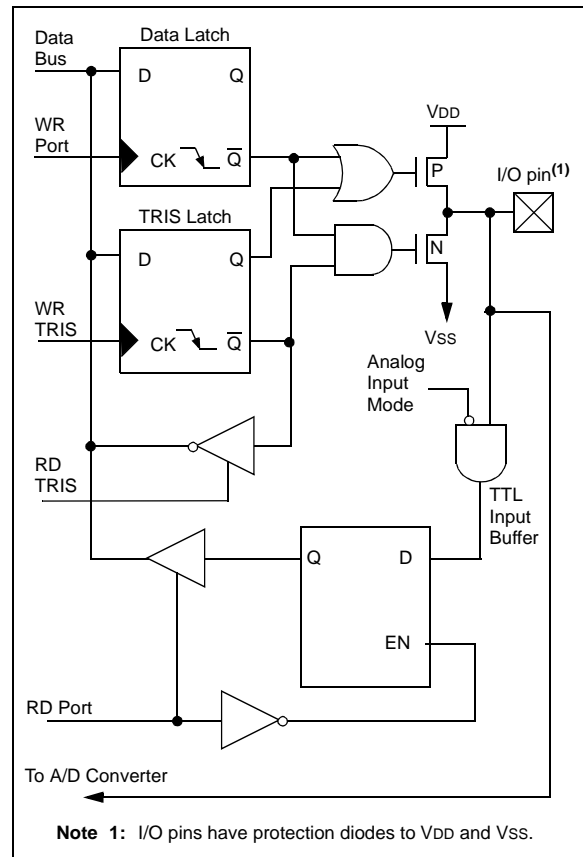 Data
Bus
Data Latch
D
Q
WR
Port
CK
Q
VDD
P
I/O pin(1)
TRIS Latch
D
Q
N
WR
TRIS
CK
Q
VSS
Analog
Input
Mode
RD
TRIS
TTL
Input
Buffer
Q
D
EN
RD Port
To A/D Converter
Note 1: I/O pins have protection diodes to VDD and VSS.